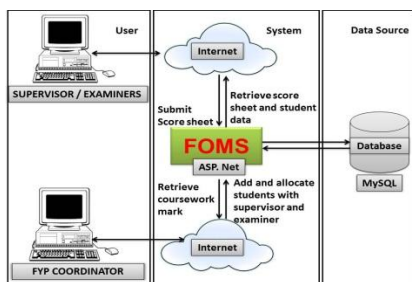 User
System
Data Source
Internet
SUPERVISOR / EXAMINERS
Submit
Score sheet
Retrieve score
sheet and student
data
FOMS
ASP. Net
Database
MySQL
Retrieve
coursework
mark
Add and allocate
students with
supervisor and
examiner
Internet
FYP COORDINATOR